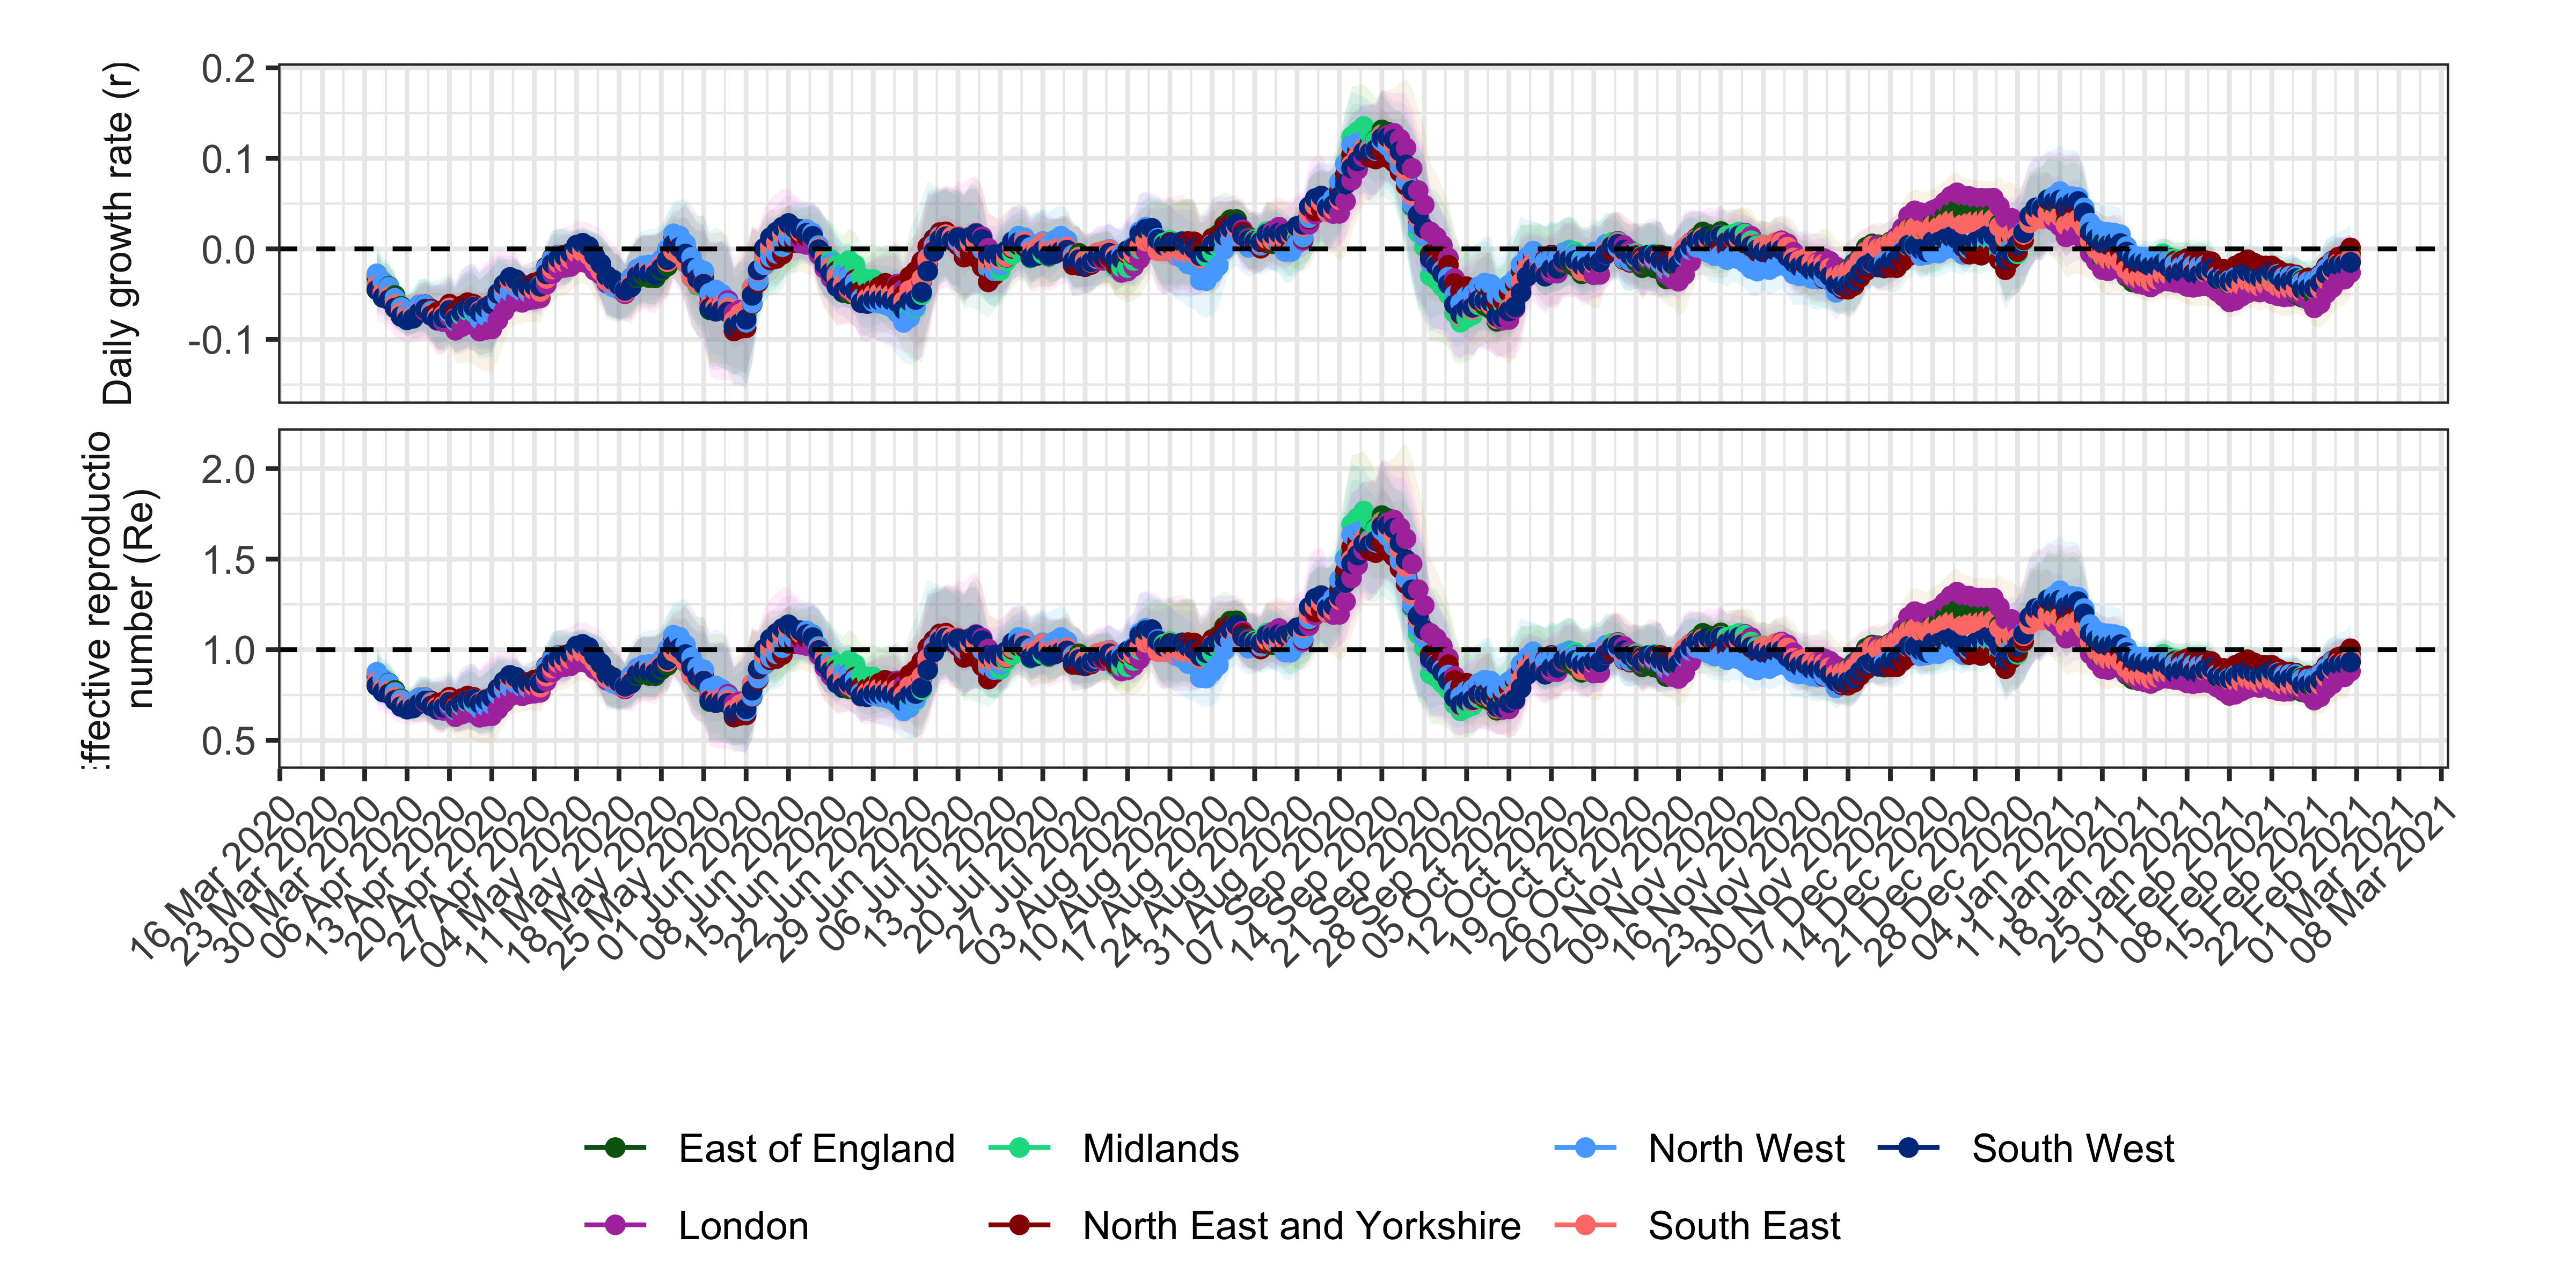 Daily growth rate (r)
0.2
0.1
0.0
-0.1
ffective reproductio
number (Re)
2.0
1.5
1.0
0.5
16 Mar 2020
23 Mar 2020
30 Mar 2020
06 Apr 2020
13 Apr 2020
20 Apr 2020
27 Apr 2020
04 May 2020
11 May 2020
18 May 2020
25 May 2020
01 Jun 2020
08 Jun 2020
15 Jun 2020
22 Jun 2020
29 Jun 2020
06 Jul 2020
13 Jul 2020
20 Jul 2020
27 Jul 2020
03 Aug 2020
10 Aug 2020
17 Aug 2020
24 Aug 2020
31 Aug 2020
07 Sep 2020
14 Sep 2020
21 Sep 2020
28 Sep 2020
05 Oct 2020
12 Oct 2020
19 Oct 2020
26 Oct 2020
02 Nov 2020
09 Nov 2020
16 Nov 2020
23 Nov 2020
30 Nov 2020
07 Dec 2020
14 Dec 2020
21 Dec 2020
28 Dec 2020
04 Jan 2021
11 Jan 2021
18 Jan 2021
25 Jan 2021
01 Feb 2021
08 Feb 2021
15 Feb 2021
22 Feb 2021
01 Mar 2021
08 Mar 2021
East of England
Midlands
North West
South West
London
North East and Yorkshire
South East